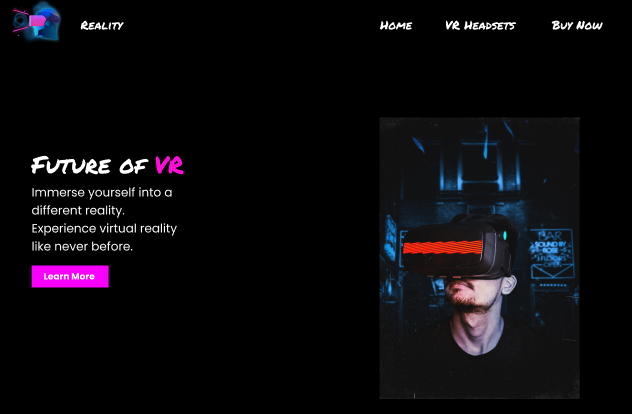 Reality
Home
VR Headsets
Buy Now
Future of VR
Immerse yourself into a
different reality.
Experience virtual reality
like never before.
Learn More
BAR
SOUND BY
BOSE
OPEN